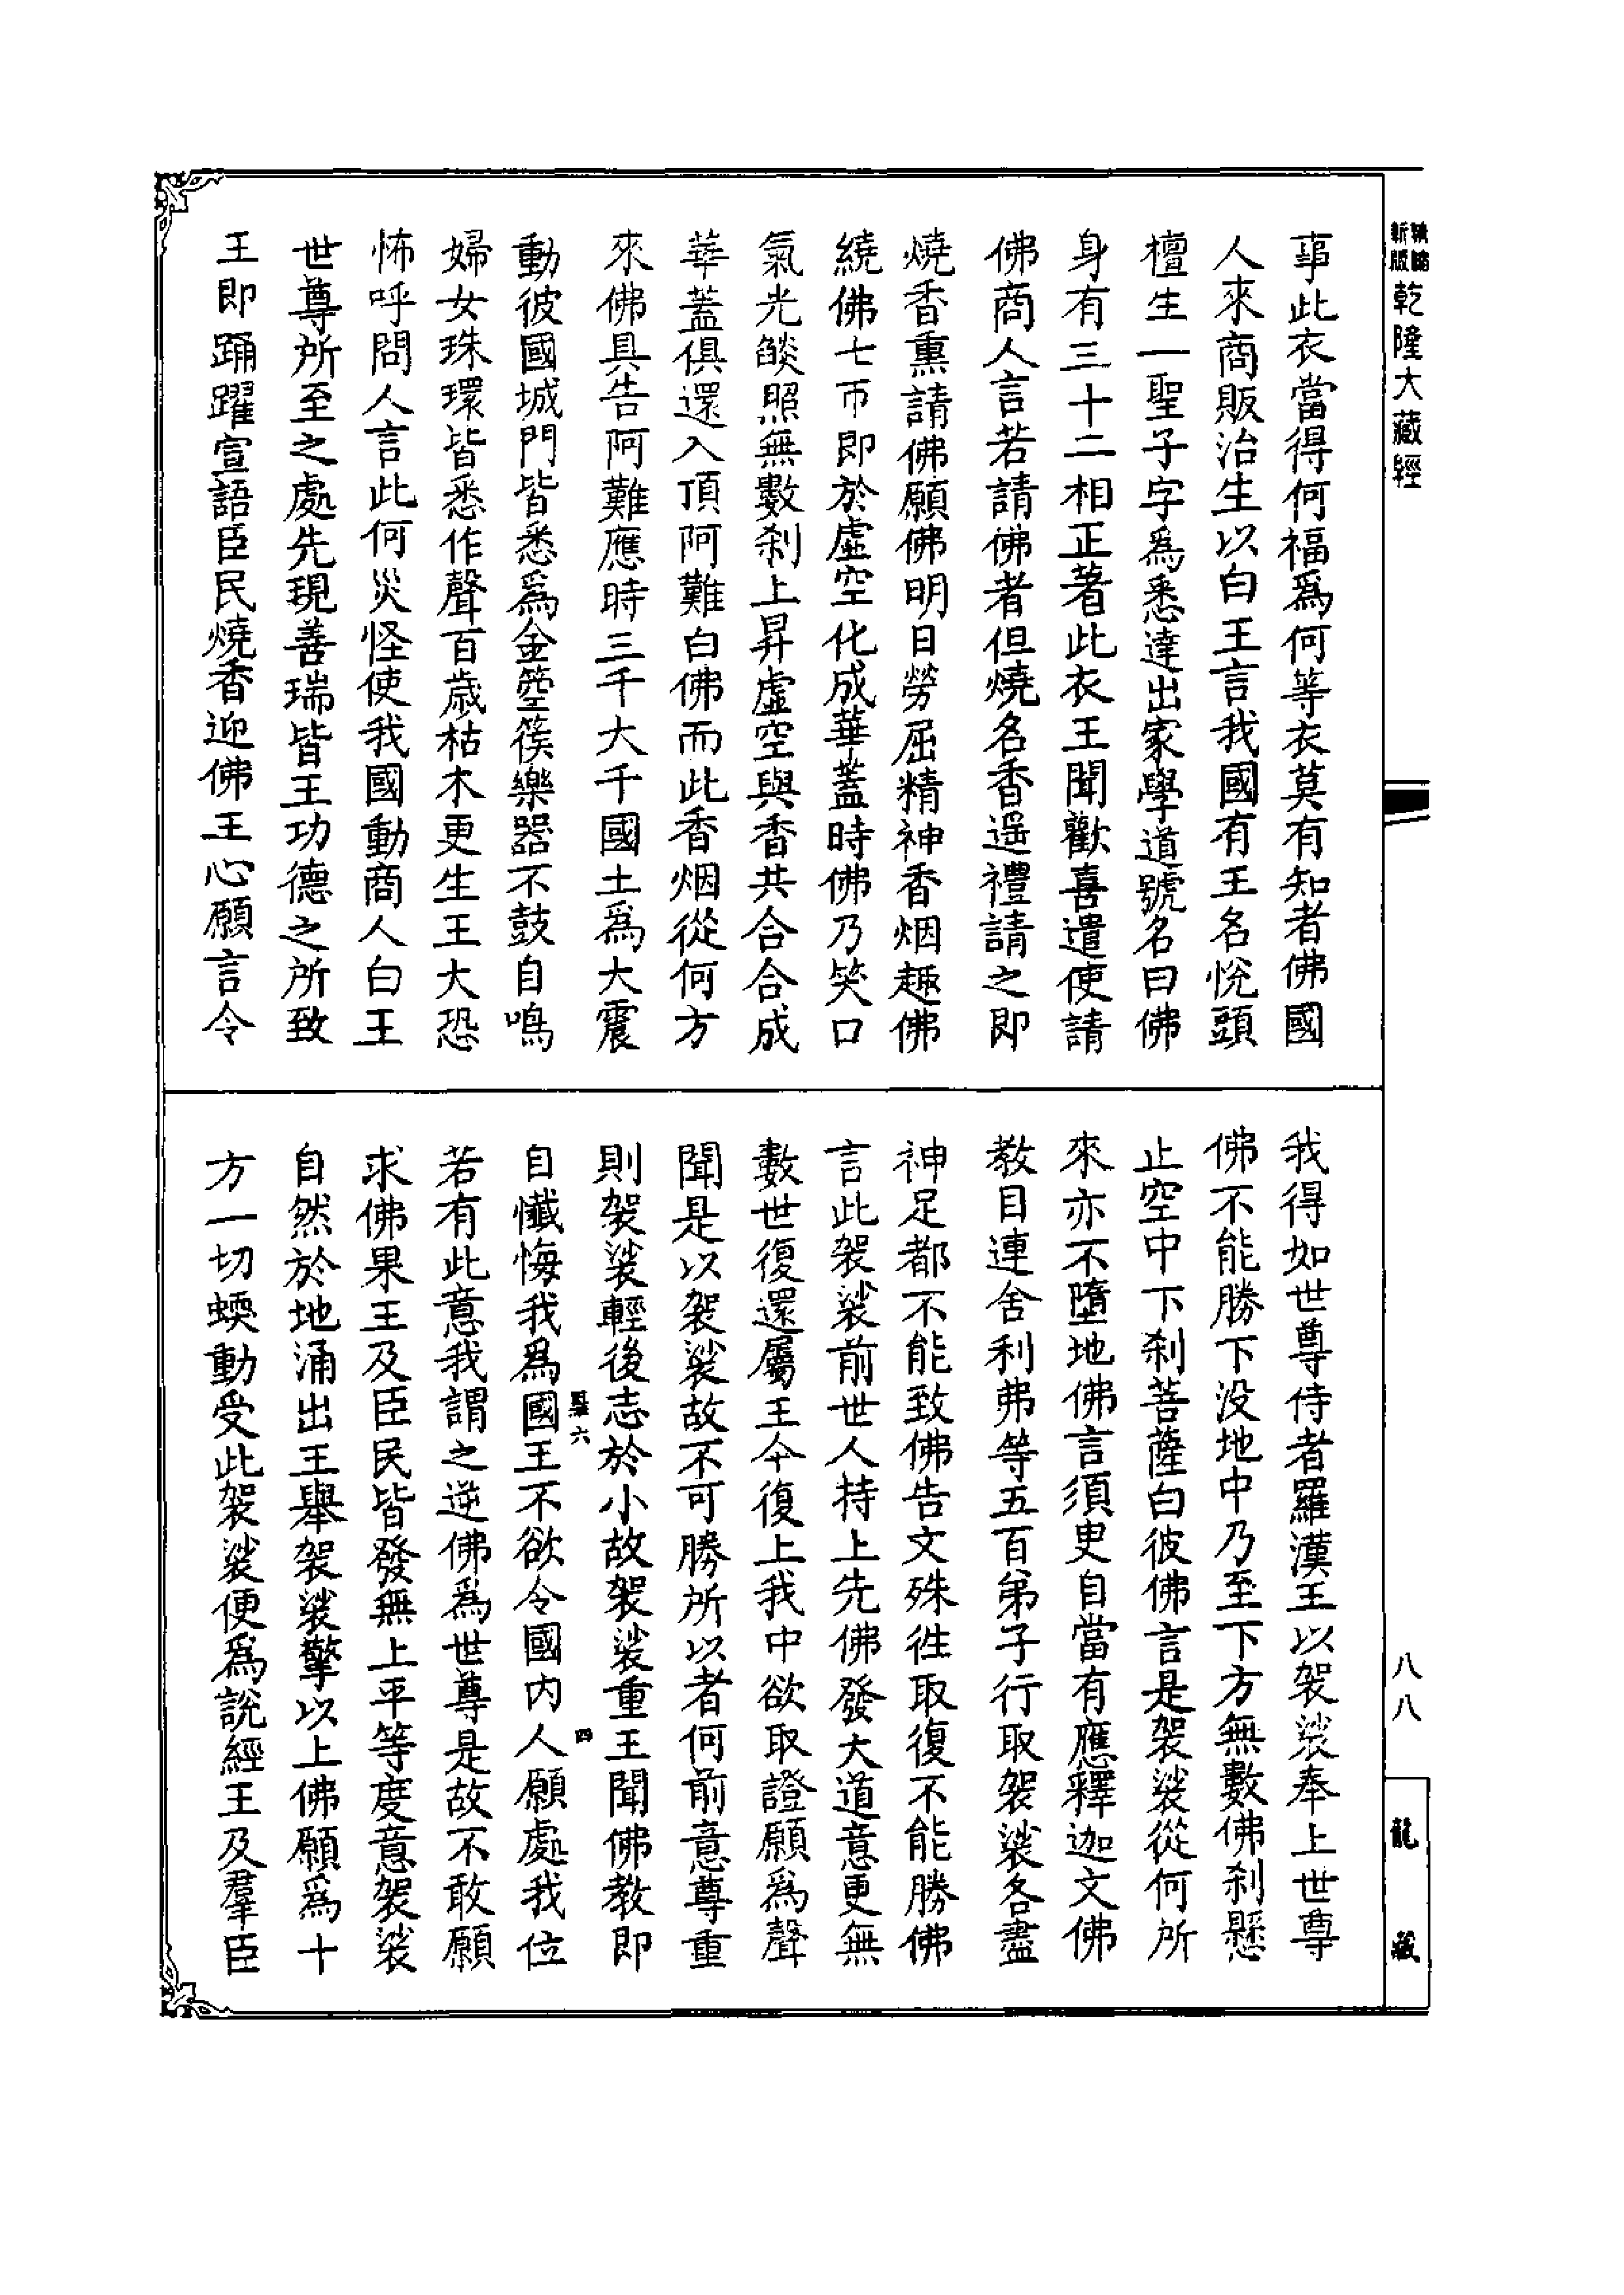 新版乾隆大藏經
事此衣當得何福爲何等衣莫有知者佛國
人來商販治生以白王言我國有王名悅頭
檀生一聖子字爲悉達出家學道號名曰佛
身有三十二相正著此衣王聞歡喜遣使請
佛商人言若請佛者但燒名香遥禮請之即
燒香熏請佛願佛明日勞屈精神香烟趣佛
繞佛七帀即於虛空化成華蓋時佛乃笑口
氣光燄照無數刹上昇虛空與香共合合成
華蓋俱還入頂阿難白佛而此香烟從何方
來佛具告阿難應時三千大千國土爲大震
動彼國城門皆悉爲金箜篌樂器不鼓自鳴
婦女珠環皆悉作聲百歲枯木更生王大恐
怖呼問人言此何災怪使我國動商人白王
世尊所至之處先現善瑞皆王功德之所致
王即踊躍宣語臣民燒香迎佛王心願言令
我得如世尊侍者羅漢王以袈裟奉上世尊
佛不能勝下没地中乃至下方無數佛刹懸
止空中下刹菩薩白彼佛言是袈裟從何所
來亦不墮地佛言須臾自當有應釋迦文佛
教目連舍利弗等五百弟子行取袈裟各盡
神足都不能致佛告文殊徃取復不能勝佛
言此袈裟前世人持上先佛發大道意更無
數世復還屬王今復上我中欲取證願爲聲
聞是以袈裟故不可勝所以者何前意尊重
則袈裟輕後志於小故袈裟重王聞佛教即
六 四
自懺悔我爲國王不欲令國内人願處我位
若有此意我謂之逆佛爲世尊是故不敢願
求佛果王及臣民皆發無上平等度意袈裟
自然於地涌出王舉袈裟擎以上佛願爲十
方一切蝡動受此袈裟便爲說經王及羣臣
八八
龍藏